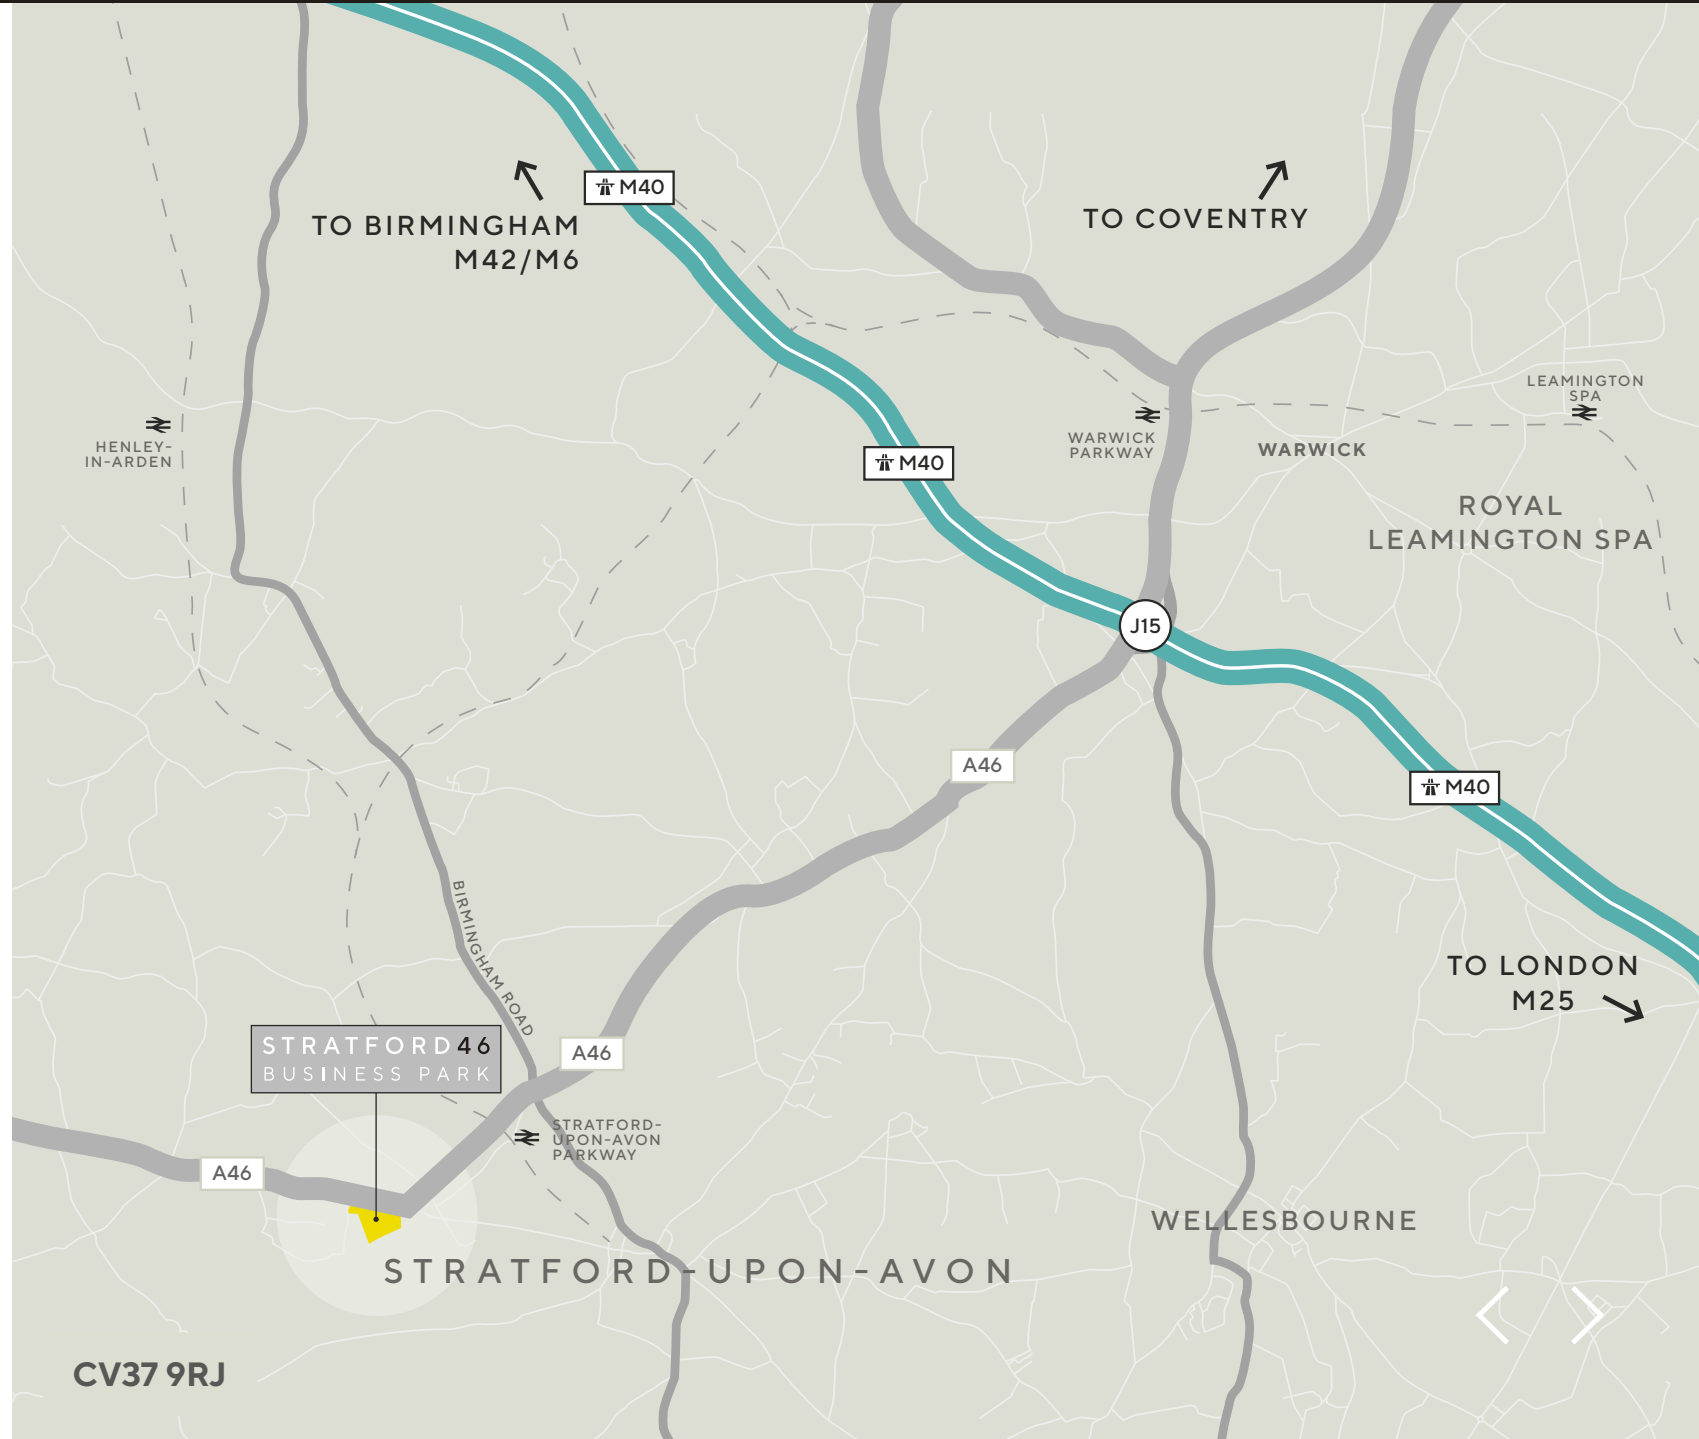 M40
TO BIRMINGHAM
M42/M6
TO COVENTRY
LEAMINGTON
SPA
HENLEY-
IN-ARDEN
WARWICK
PARKWAY
WARWICK
M40
ROYAL
LEAMINGTON SPA
J15
A46
M40
BIRMINGHAM ROAD
TO LONDON
M25
STRATFORD46
BUSINESS PARK
A46
STRATFORD-
UPON-AVON
PARKWAY
A46
WELLESBOURNE
STRATFORD-UPON-AVON
CV37 9RJ